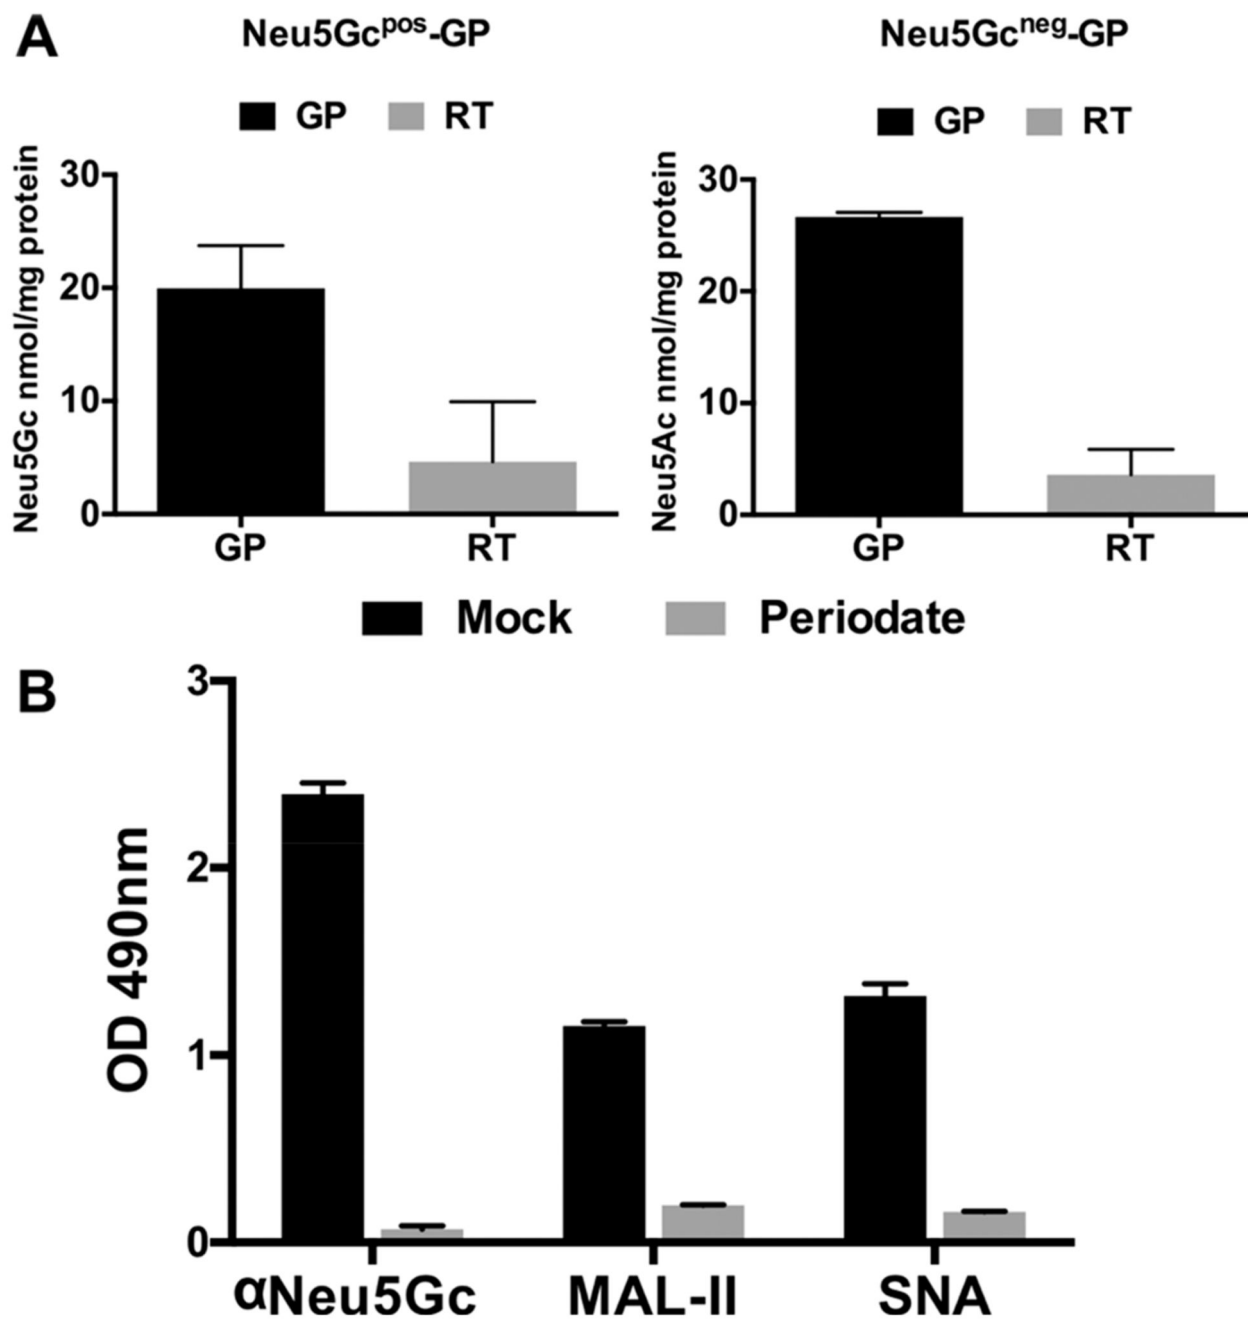 A
Neu5Gcpos-GP
GP RT
Neu5Gc nmol/mg protein
30
20
10
0
GP RT
Neu5Gcneg-GP
GP RT
Neu5Ac nmol/mg protein
30
20
10
0
GP RT
Mock Periodate
B
OD 490nm
3
2
1
0
αNeu5Gc MAL-II SNA